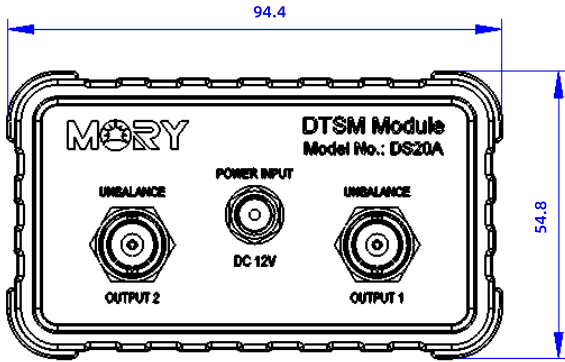 94.4
MORY
DTSM Module
Model No.: DS20A
POWER INPUT
UNBALANCE
UNBALANCE
DC 12V
OUTPUT 2
OUTPUT 1
54.8